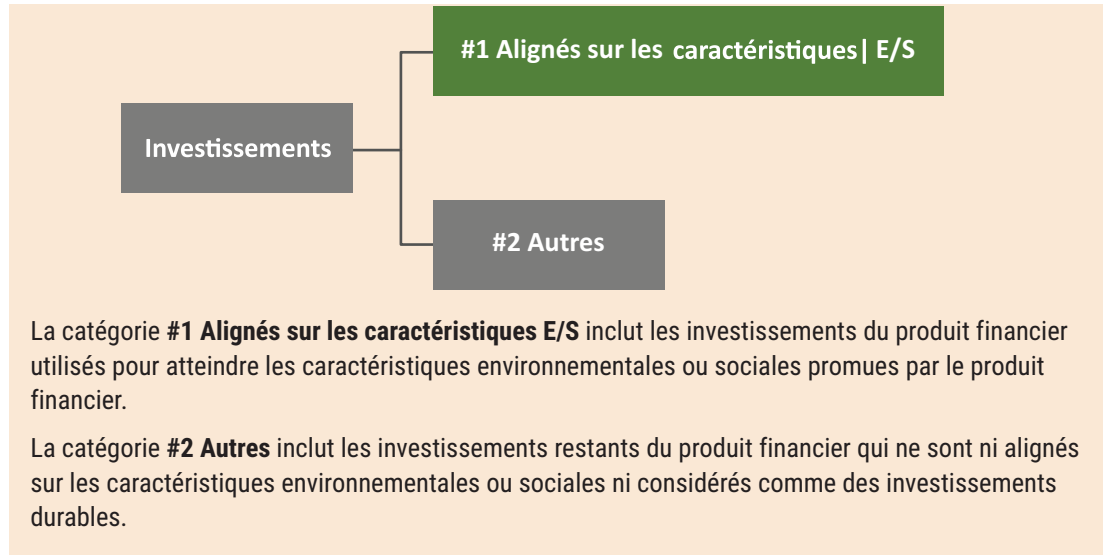 #1 Alignés sur les caractéristiques| E/S
Investissements
#2 Autres
La catégorie #1 Alignés sur les caractéristiques E/S inclut les investissements du produit financier
utilisés pour atteindre les caractéristiques environnementales ou sociales promues par le produit
financier.
La catégorie #2 Autres inclut les investissements restants du produit financier qui ne sont ni alignés
sur les caractéristiques environnementales ou sociales ni considérés comme des investissements
durables.